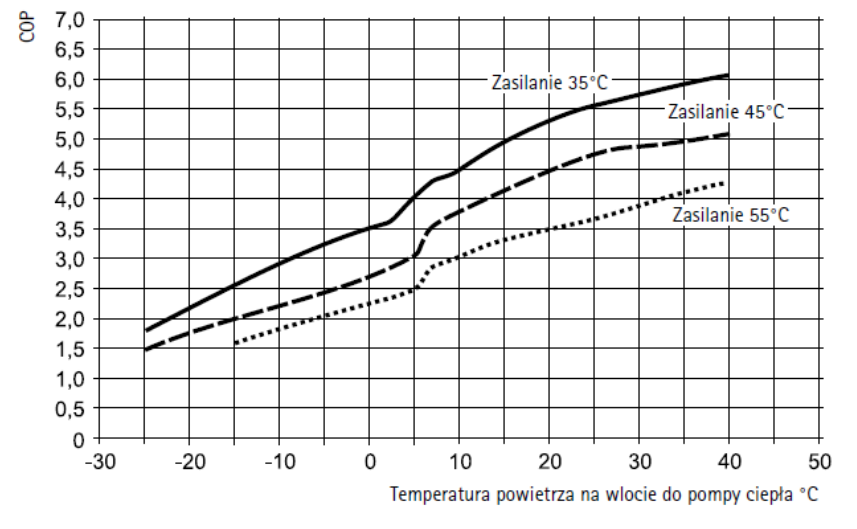 COP
7,0
6,5
6,0
5,5
5,0
4,5
4,0
3,5
3,0
2,5
2,0
1,5
1,0
0,5
0
Zasilanie 35°C
Zasilanie 45°C
Zasilanie 55°C
-30 -20 -10 0 10 20 30 40 50
Temperatura powietrza na wlocie do pompy ciepła °C